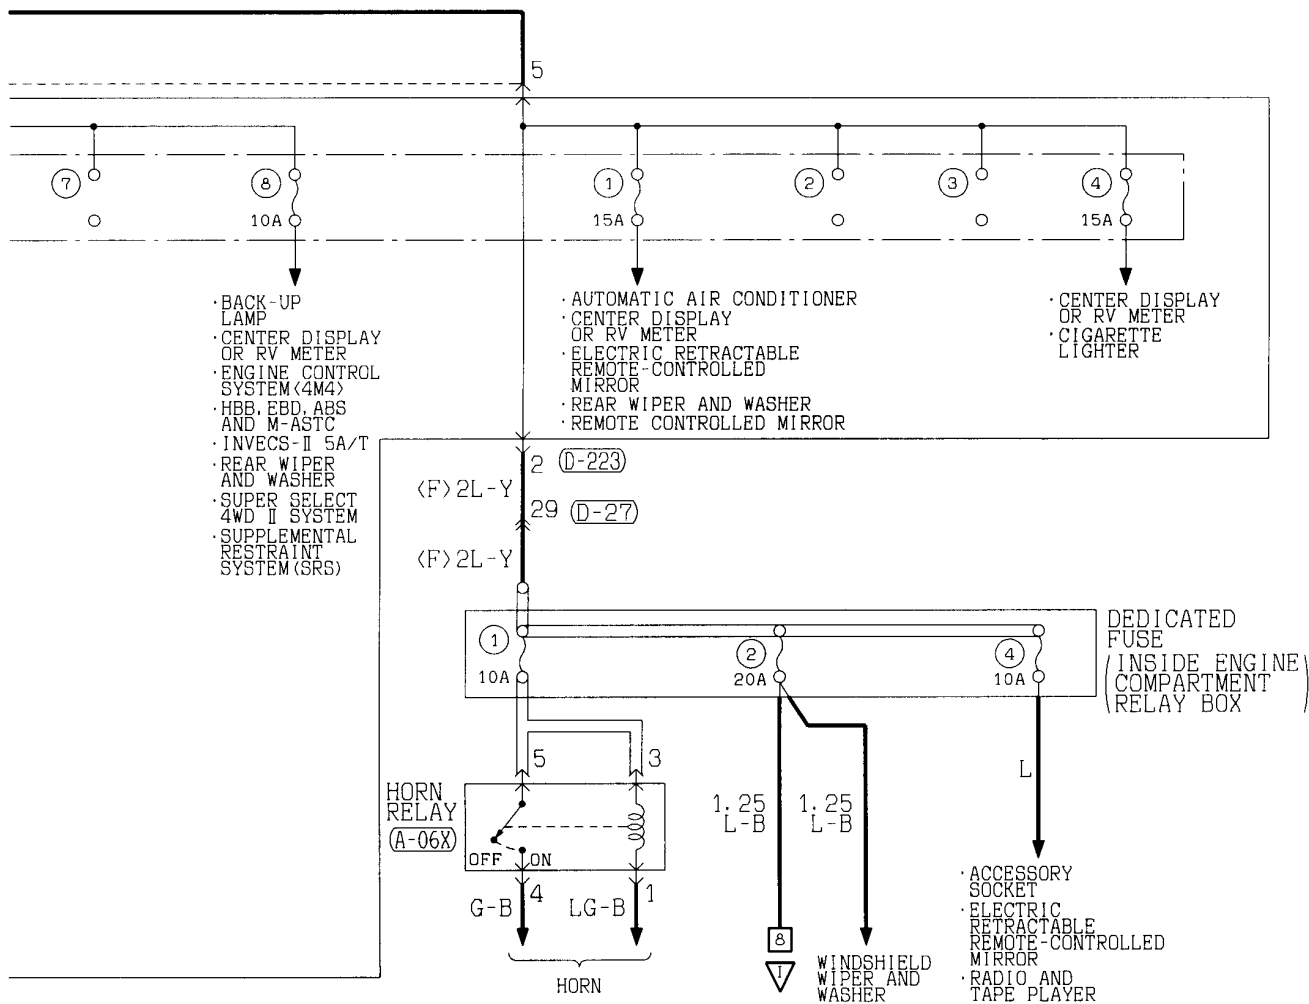 5
7
8
10A
1
15A
2
3
4
15A
·BACK-UP
LAMP
·CENTER DISPLAY
OR RV METER
·ENGINE CONTROL
SYSTEM<4M4>
·HBB, EBD, ABS
AND M-ASTC
·INVECS-Ⅱ 5A/T
·REAR WIPER
AND WASHER
·SUPER SELECT
4WD Ⅱ SYSTEM
·SUPPLEMENTAL
RESTRAINT
SYSTEM(SRS)
·AUTOMATIC AIR CONDITIONER
·CENTER DISPLAY
OR RV METER
·ELECTRIC RETRACTABLE
REMOTE-CONTROLLED
MIRROR
·REAR WIPER AND WASHER
·REMOTE CONTROLLED MIRROR
·CENTER DISPLAY
OR RV METER
·CIGARETTE
LIGHTER
2 (D-223)
<F>2L-Y
29 (D-27)
<F>2L-Y
1
10A
2
20A
4
10A
DEDICATED
FUSE
(INSIDE ENGINE
COMPARTMENT
RELAY BOX)
5
3
HORN
RELAY
(A-06X)
OFF
ON
4
1
G-B
LG-B
HORN
1.25
L-B
1.25
L-B
L
8
I
WINDSHIELD
WIPER AND
WASHER
·ACCESSORY
SOCKET
·ELECTRIC
RETRACTABLE
REMOTE-CONTROLLED
MIRROR
·RADIO AND
TAPE PLAYER